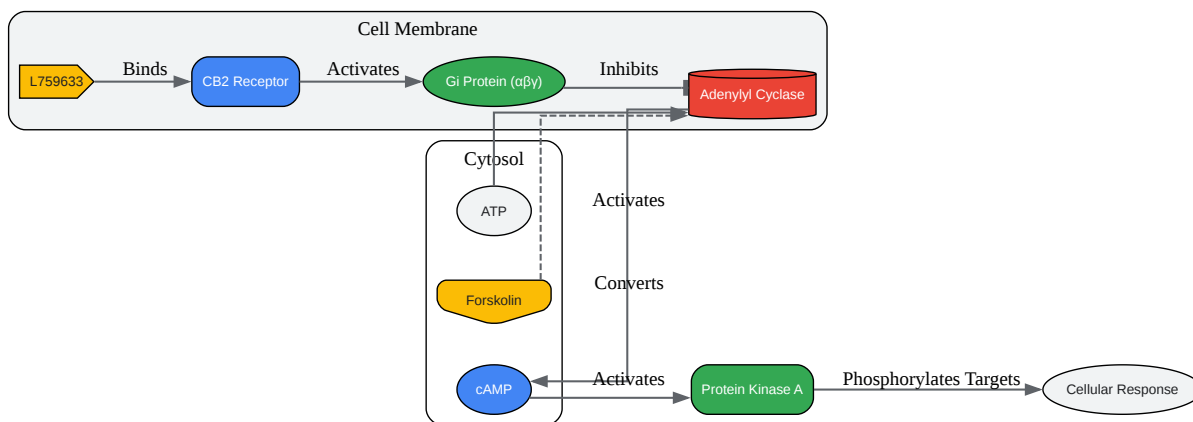 Cell Membrane
L759633
Binds
CB2 Receptor
Activates
Gi Protein (αβγ)
Inhibits
Adenylyl Cyclase
Cytosol
ATP
Activates
Forskolin
Converts
cAMP
Activates
Protein Kinase A
Phosphorylates Targets
Cellular Response